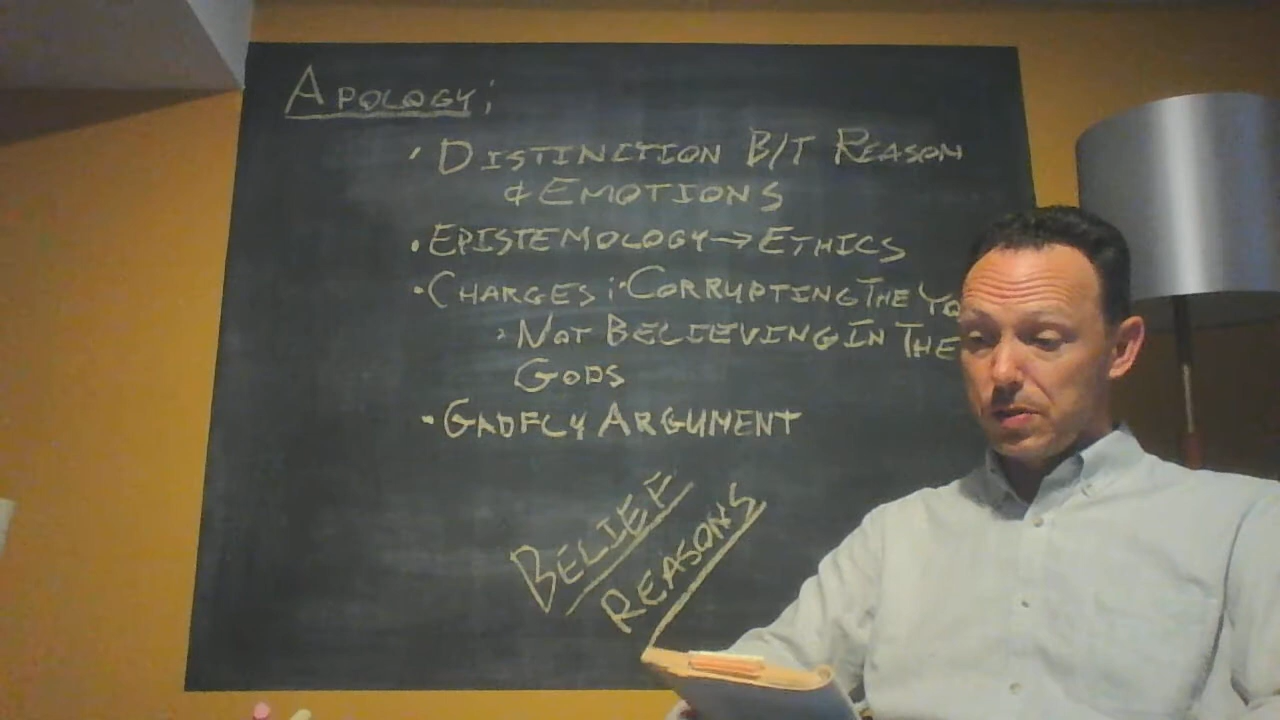 APOLOGY:
• DISTINCTION B/T REASON
& EMOTIONS
• EPISTEMOLOGY → ETHICS
• CHARGES: • CORRUPTING THE
• NOT BELIEVING IN THE
GODS
• GADFLY ARGUMENT
BELIEF
REASONS